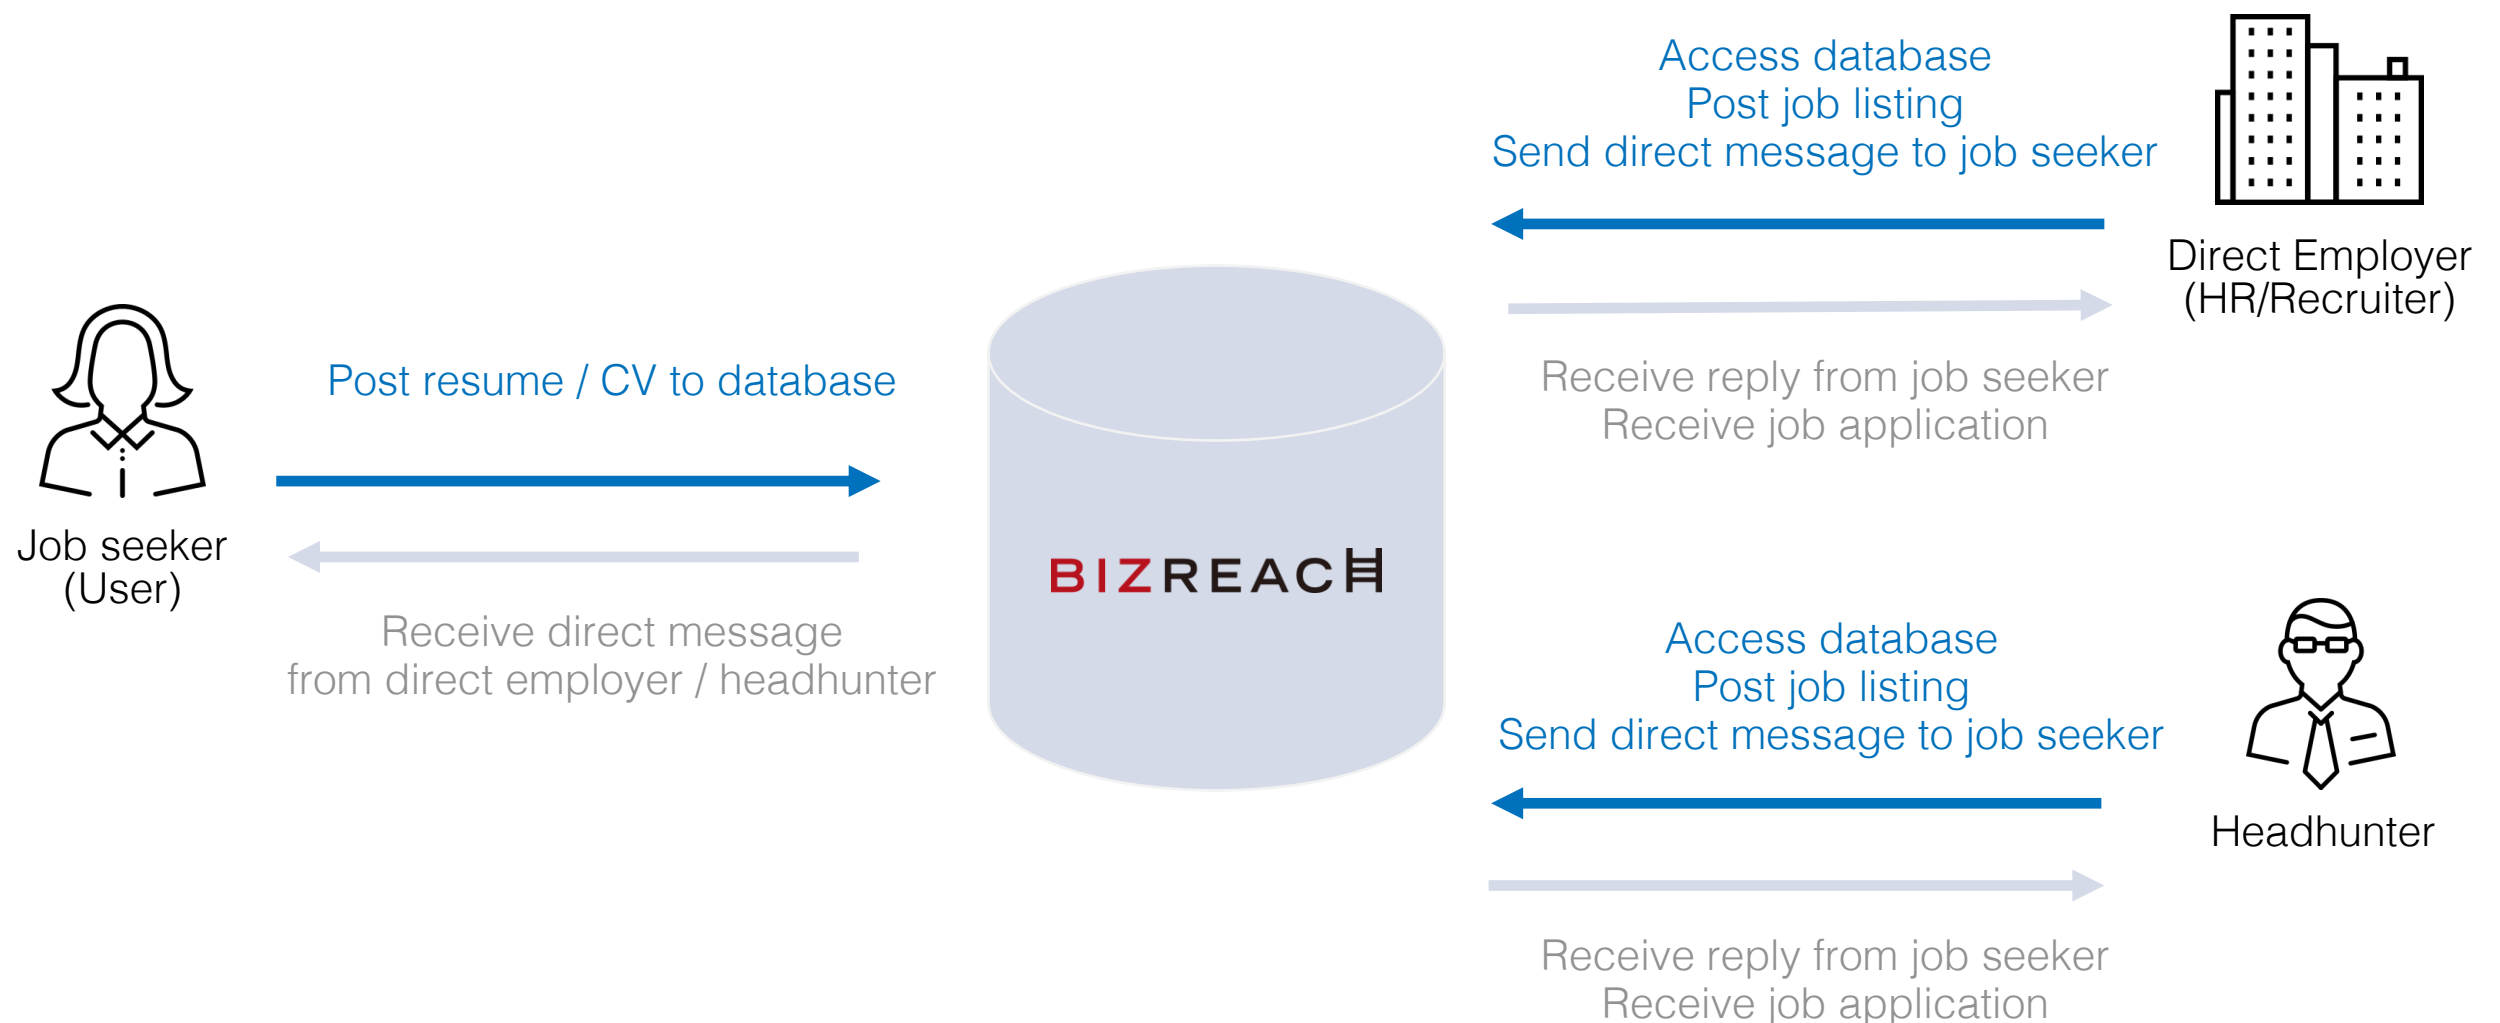 Post resume / CV to database
Job seeker
(User)
Receive direct message
from direct employer / headhunter
BIZREACH
Access database
Post job listing
Send direct message to job seeker
Direct Employer
(HR/Recruiter)
Receive reply from job seeker
Receive job application
Access database
Post job listing
Send direct message to job seeker
Headhunter
Receive reply from job seeker
Receive job application